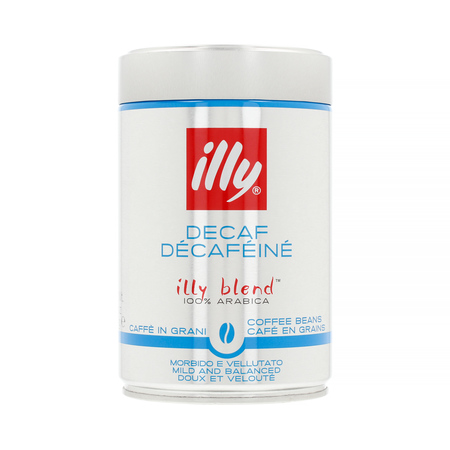 illy®
DECAF
DÉCAFÉINÉ
illy blend™
100% ARABICA
CAFFÈ IN GRANI
COFFEE BEANS
CAFÉ EN GRAINS
MORBIDO E VELLUTATO
MILD AND BALANCED
DOUX ET VELOUTÉ